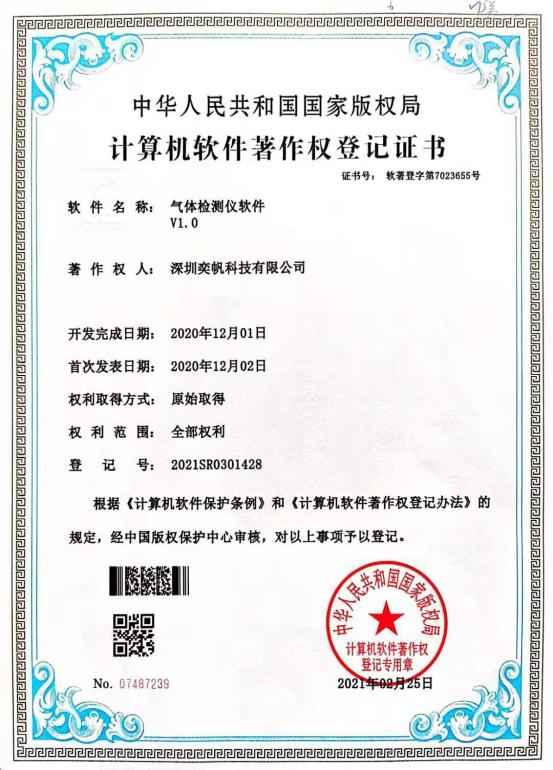 中华人民共和国国家版权局
计算机软件著作权登记证书
证书号： 软著登字第7023655号
软件名称： 气体检测仪软件
V1.0
著作权人： 深圳奕帆科技有限公司
开发完成日期： 2020年12月01日
首次发表日期： 2020年12月02日
权利取得方式： 原始取得
权利范围： 全部权利
登记号： 2021SR0301428
根据《计算机软件保护条例》和《计算机软件著作权登记办法》的
规定，经中国版权保护中心审核，对以上事项予以登记。
中华人民共和国国家版权局
计算机软件著作权
登记专用章
No. 07487239
2021年02月25日